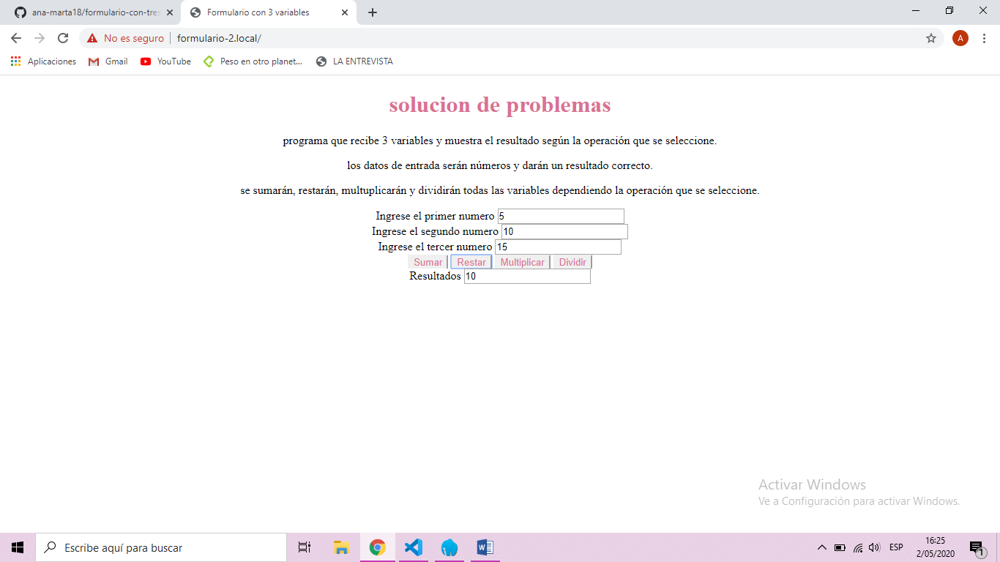 ana-marta18/formulario-con-tres
Formulario con 3 variables
No es seguro
formulario-2.local/
A
Aplicaciones
Gmail
YouTube
Peso en otro planet...
LA ENTREVISTA
solucion de problemas
programa que recibe 3 variables y muestra el resultado según la operación que se seleccione.
los datos de entrada serán números y darán un resultado correcto.
se sumarán, restarán, multuplicarán y dividirán todas las variables dependiendo la operación que se seleccione.
Ingrese el primer numero 5
Ingrese el segundo numero 10
Ingrese el tercer numero 15
Sumar Restar Multiplicar Dividir
Resultados 10
Activar Windows
Ve a Configuración para activar Windows.
Escribe aquí para buscar
ESP
16:25
2/05/2020
1